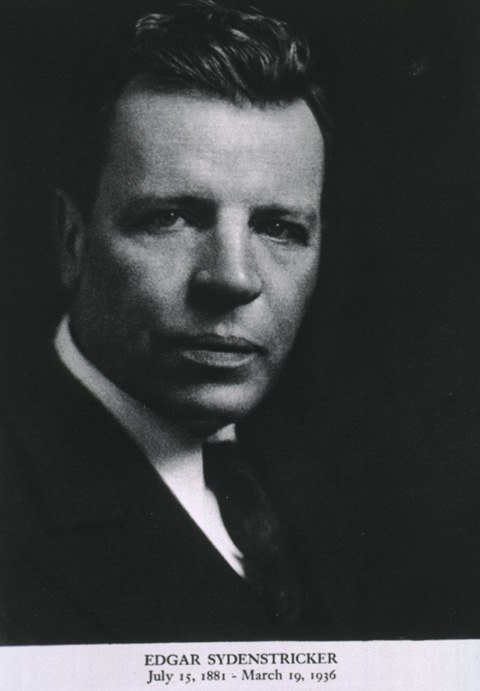 EDGAR SYDENSTRICKER
July 15, 1881 - March 19, 1936